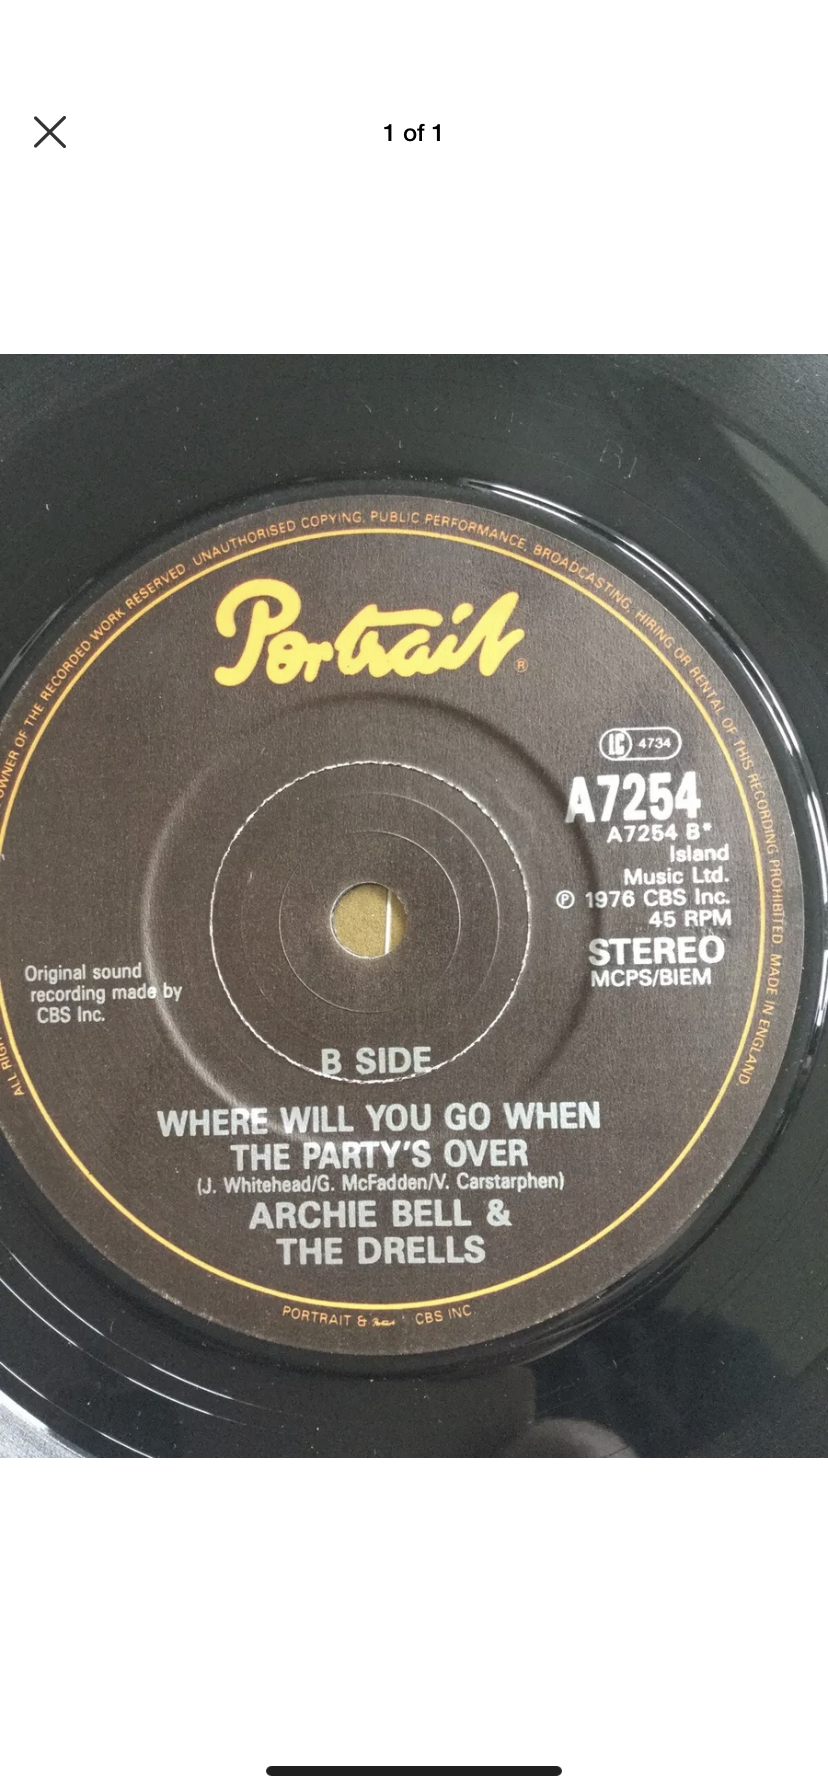 1 of 1
OWNER OF THE RECORDED WORK RESERVED. UNAUTHORISED COPYING, PUBLIC PERFORMANCE, BROADCASTING, HIRING OR RENTAL OF THIS RECORDING PROHIBITED. MADE IN ENGLAND
Portrait®
LC 4734
A7254
A7254 B*
Island
Music Ltd.
℗ 1976 CBS Inc.
45 RPM
STEREO
MCPS/BIEM
Original sound
recording made by
CBS Inc.
ALL
B SIDE
WHERE WILL YOU GO WHEN
THE PARTY'S OVER
(J. Whitehead/G. McFadden/V. Carstarphen)
ARCHIE BELL &
THE DRELLS
PORTRAIT & CBS INC.